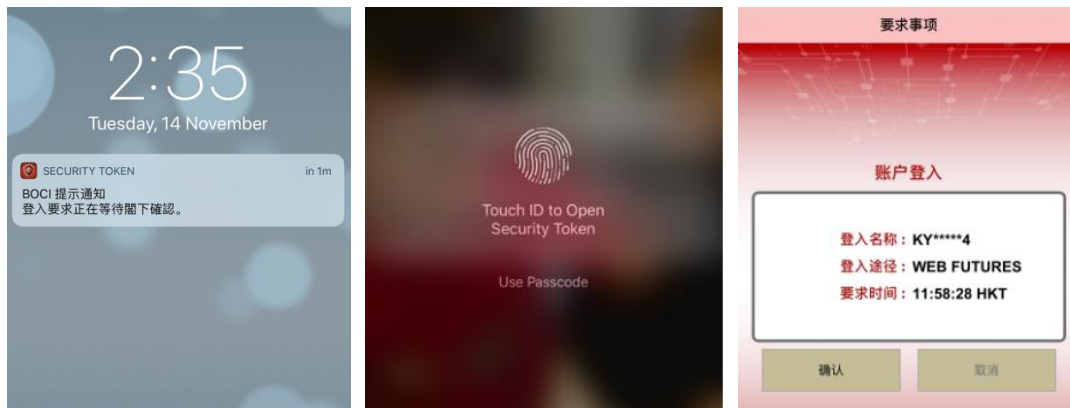 2:35
Tuesday, 14 November
SECURITY TOKEN in 1m
BOCI 提示通知
登入要求正在等待閣下確認。
Touch ID to Open
Security Token
Use Passcode
要求事项
账户登入
登入名称：KY*****4
登入途径：WEB FUTURES
要求时间：11:58:28 HKT
确认 取消